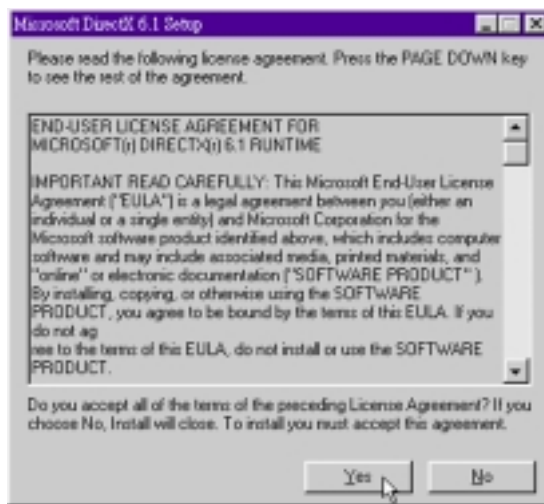 Microsoft DirectX 6.1 Setup
Please read the following license agreement. Press the PAGE DOWN key
to see the rest of the agreement.
END-USER LICENSE AGREEMENT FOR
MICROSOFT(r) DIRECTX(r) 6.1 RUNTIME
IMPORTANT READ CAREFULLY: This Microsoft End-User License
Agreement ("EULA") is a legal agreement between you (either an
individual or a single entity) and Microsoft Corporation for the
Microsoft software product identified above, which includes computer
software and may include associated media, printed materials, and
"online" or electronic documentation ("SOFTWARE PRODUCT" ).
By installing, copying, or otherwise using the SOFTWARE
PRODUCT, you agree to be bound by the terms of this EULA. If you
do not ag
ree to the terms of this EULA, do not install or use the SOFTWARE
PRODUCT.
Do you accept all of the terms of the preceding License Agreement? If you
choose No, Install will close. To install you must accept this agreement.
Yes
No